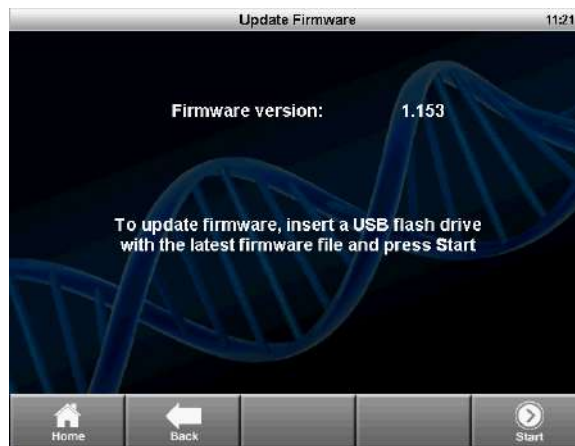 Update Firmware 11:21
Firmware version: 1.153
To update firmware, insert a USB flash drive
with the latest firmware file and press Start
Home Back Start